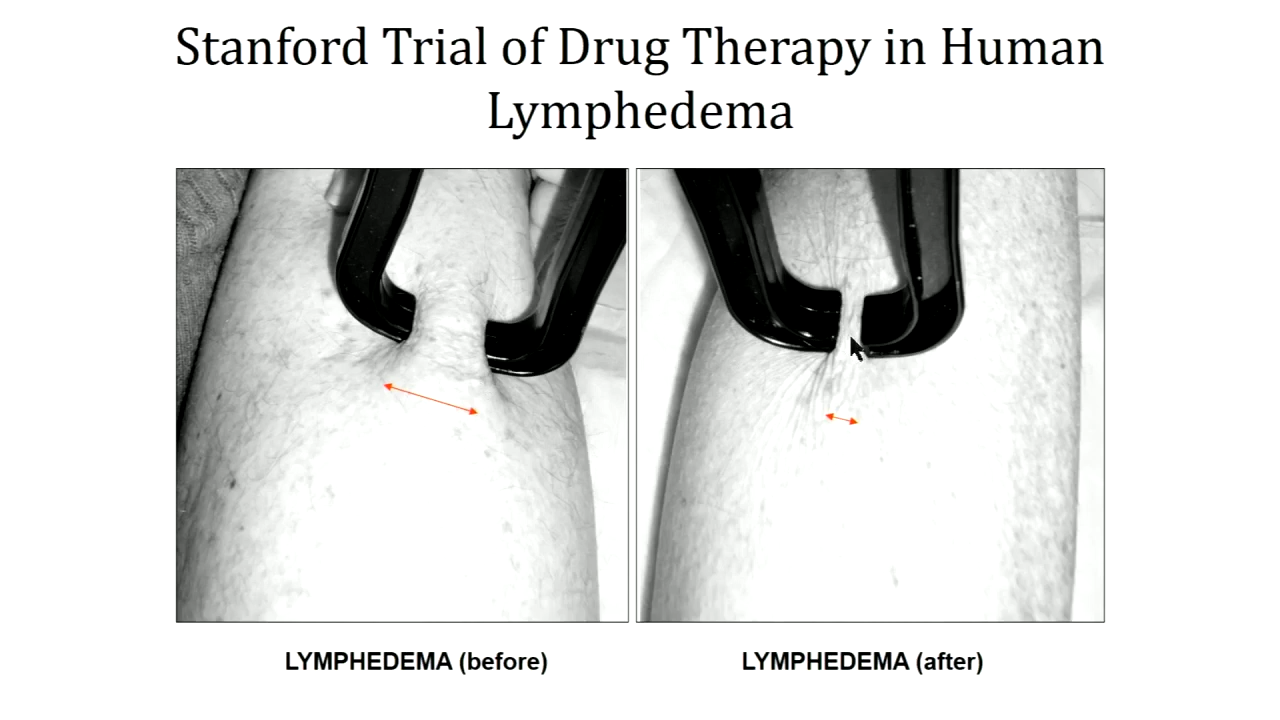 Stanford Trial of Drug Therapy in Human
Lymphedema
LYMPHEDEMA (before)
LYMPHEDEMA (after)